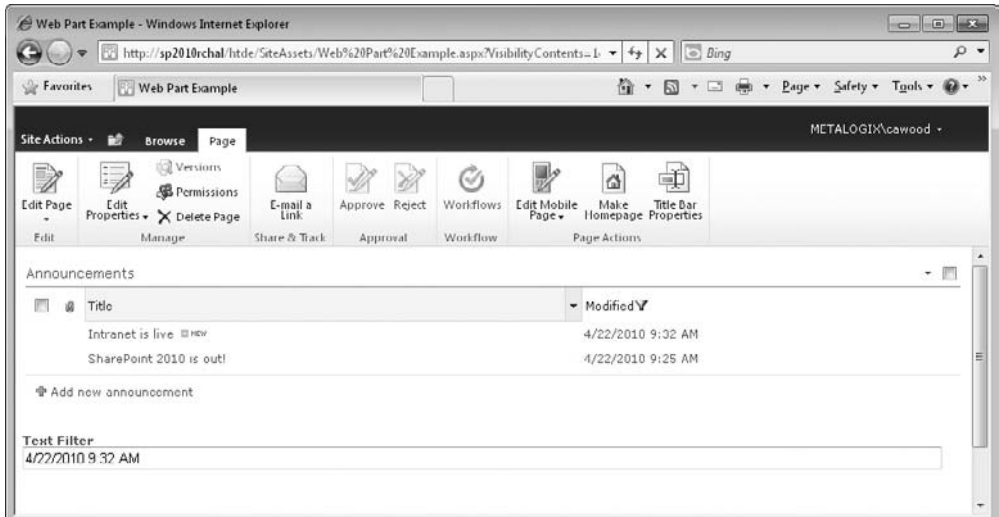 Web Part Example - Windows Internet Explorer
http://sp2010rchal/htde/SiteAssets/Web%20Part%20Example.aspx?VisibilityContents=1
Bing
Favorites Web Part Example Page Safety Tools
METALOGIX\cawood
Site Actions Browse Page
Edit Page
Edit Properties
Versions
Permissions
Delete Page
E-mail a Link
Approve Reject
Workflows
Edit Mobile Page
Make Homepage
Title Bar Properties
Edit Manage Share & Track Approval Workflow Page Actions
Announcements
Title Modified
Intranet is live NEW 4/22/2010 9:32 AM
SharePoint 2010 is out! 4/22/2010 9:25 AM
Add new announcement
Text Filter
4/22/2010 9:32 AM